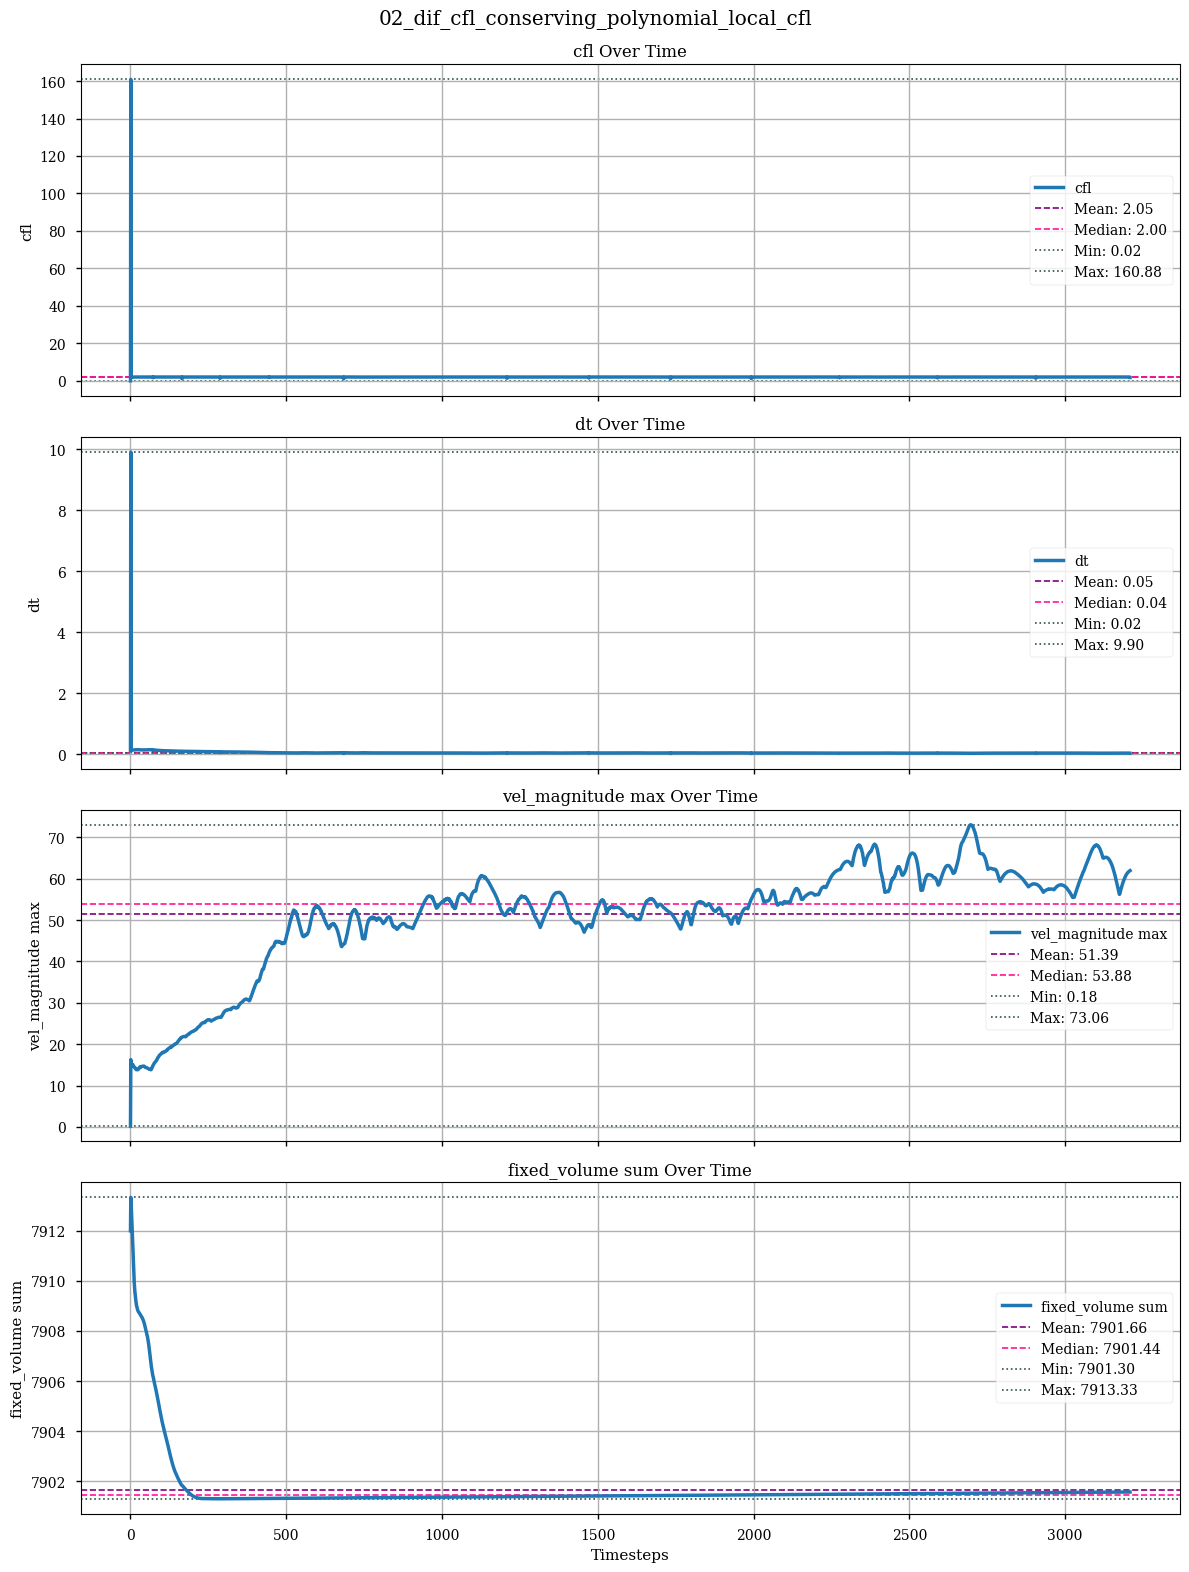 02_dif_cfl_conserving_polynomial_local_cfl
cfl Over Time
160
140
120
100
80
60
40
20
0
cfl
cfl
Mean: 2.05
Median: 2.00
Min: 0.02
Max: 160.88
dt Over Time
10
8
6
4
2
0
dt
dt
Mean: 0.05
Median: 0.04
Min: 0.02
Max: 9.90
vel_magnitude max Over Time
70
60
50
40
30
20
10
0
vel_magnitude max
vel_magnitude max
Mean: 51.39
Median: 53.88
Min: 0.18
Max: 73.06
fixed_volume sum Over Time
7912
7910
7908
7906
7904
7902
fixed_volume sum
fixed_volume sum
Mean: 7901.66
Median: 7901.44
Min: 7901.30
Max: 7913.33
0 500 1000 1500 2000 2500 3000
Timesteps